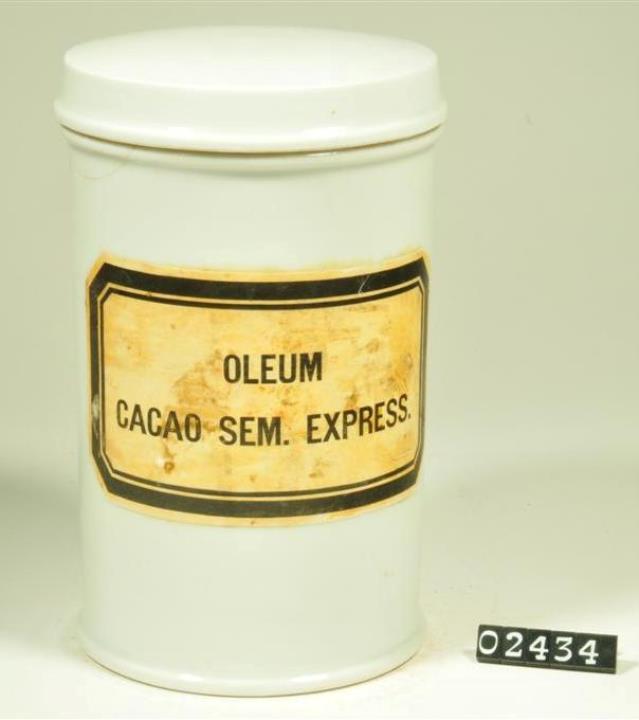 OLEUM
CACAO SEM. EXPRESS.
02434